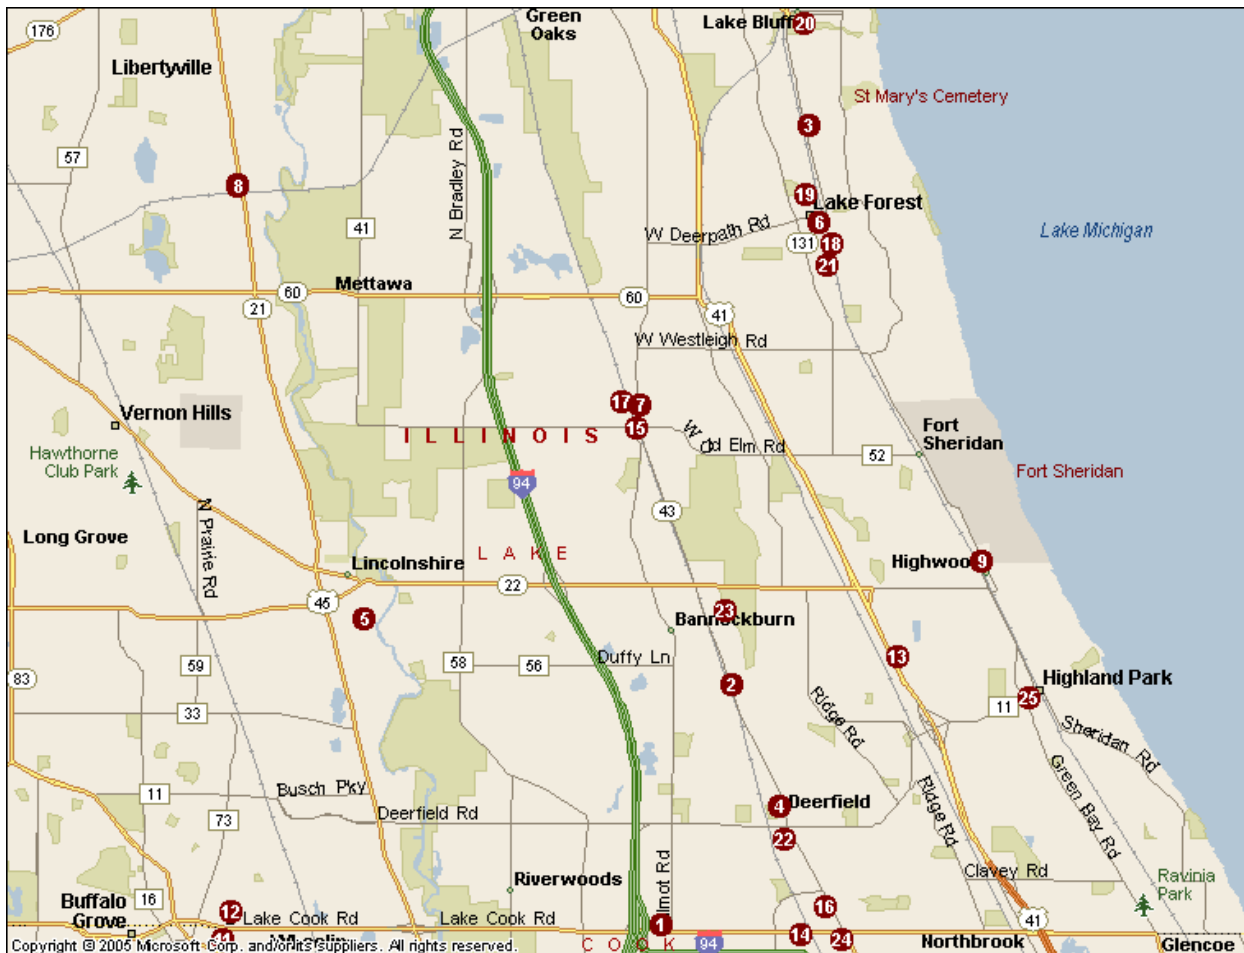 Green
Oaks
Lake Bluff
20
176
Libertyville
St Mary's Cemetery
3
57
N Bradley Rd
8
19
Lake Forest
6
41
W Deerpath Rd
131
18
Lake Michigan
21
Mettawa
60
60
21
41
W Westleigh Rd
17
7
Vernon Hills
15
ILLINOIS
W Old Elm Rd
Fort
Sheridan
Hawthorne
Club Park
52
Fort Sheridan
94
43
N Prairie Rd
Long Grove
LAKE
Highwoo
9
Lincolnshire
22
45
5
23
Bannockburn
59
58
56
Duffy Ln
13
83
2
Highland Park
25
11
33
Ridge Rd
Sheridan Rd
Green Bay Rd
Busch Pky
11
4
Deerfield
Deerfield Rd
73
22
Ridge Rd
Clavey Rd
Riverwoods
Ravinia
Park
16
Buffalo
Grove
12
Lake Cook Rd
Lake Cook Rd
1
16
41
14
24
94
COOK
Northbrook
Glencoe
Copyright © 2005 Microsoft Corp. and/or its suppliers. All rights reserved.